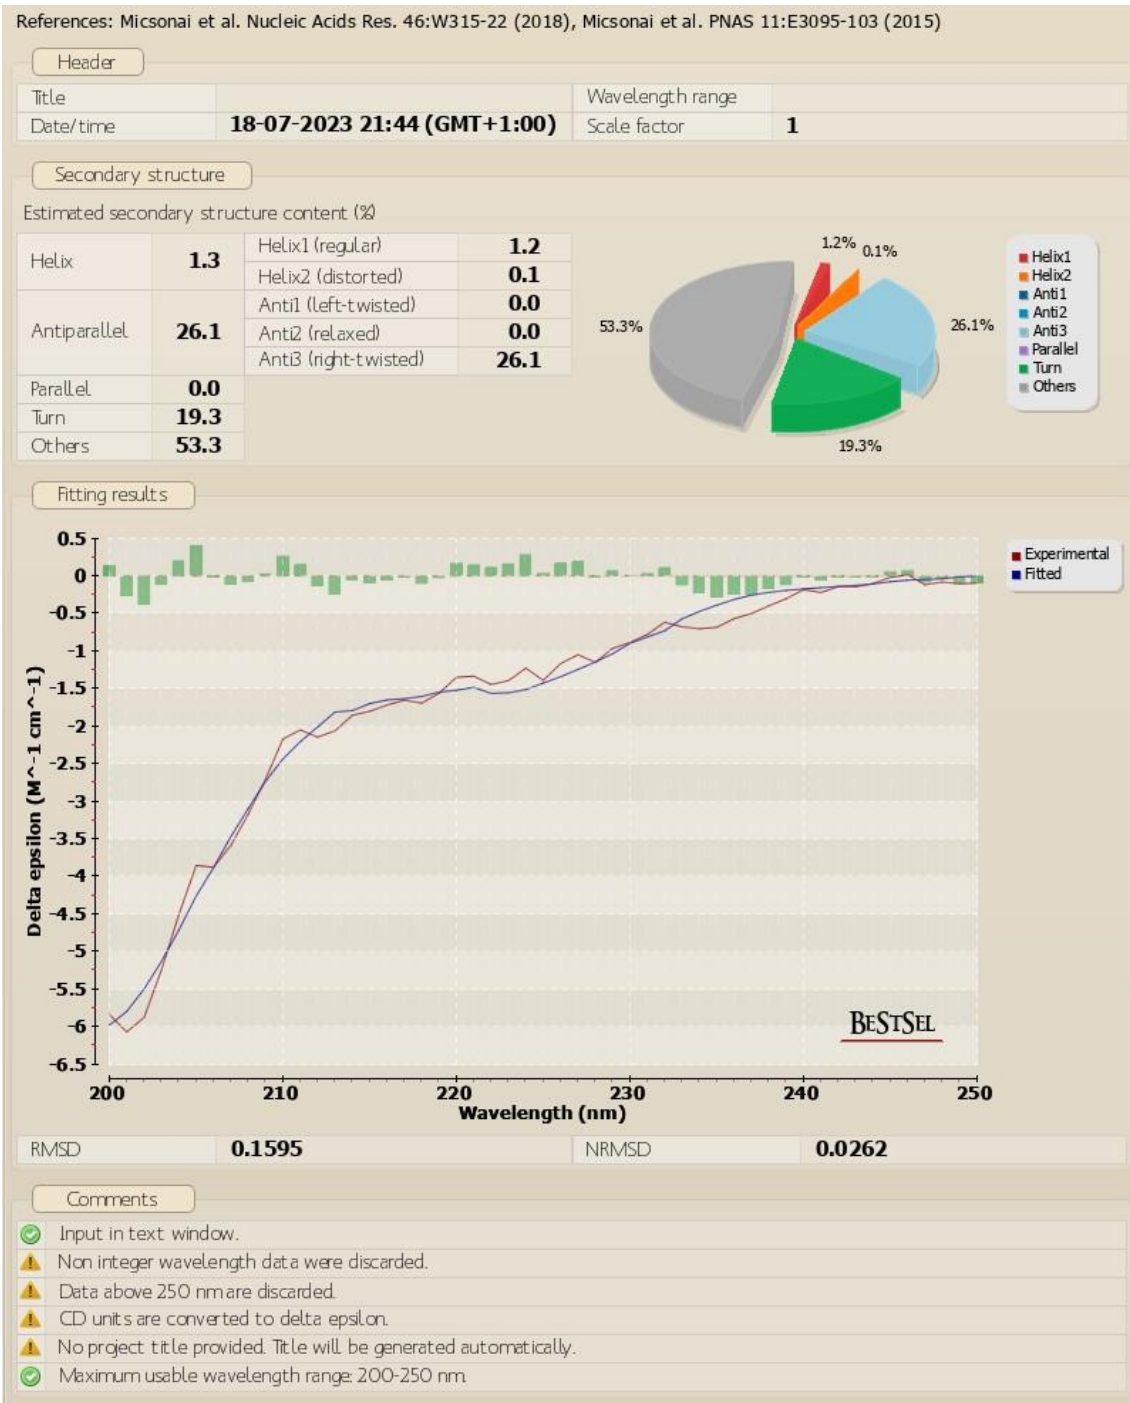 References: Micsonai et al. Nucleic Acids Res. 46:W315-22 (2018), Micsonai et al. PNAS 11:E3095-103 (2015)
Header
Title Wavelength range
Date/time 18-07-2023 21:44 (GMT+1:00) Scale factor 1
Secondary structure
Estimated secondary structure content (%)
Helix 1.3 Helix1 (regular) 1.2
Helix2 (distorted) 0.1
Antiparallel 26.1 Anti1 (left-twisted) 0.0
Anti2 (relaxed) 0.0
Anti3 (right-twisted) 26.1
Parallel 0.0
Turn 19.3
Others 53.3
1.2% 0.1%
53.3% 26.1%
19.3%
Helix1
Helix2
Anti1
Anti2
Anti3
Parallel
Turn
Others
Fitting results
Delta epsilon (M^-1 cm^-1)
0.5
0
-0.5
-1
-1.5
-2
-2.5
-3
-3.5
-4
-4.5
-5
-5.5
-6
-6.5
Experimental
Fitted
BESTSEL
200 210 220 230 240 250
Wavelength (nm)
RMSD 0.1595 NRMSD 0.0262
Comments
Input in text window.
Non integer wavelength data were discarded.
Data above 250 nm are discarded.
CD units are converted to delta epsilon.
No project title provided. Title will be generated automatically.
Maximum usable wavelength range: 200-250 nm.